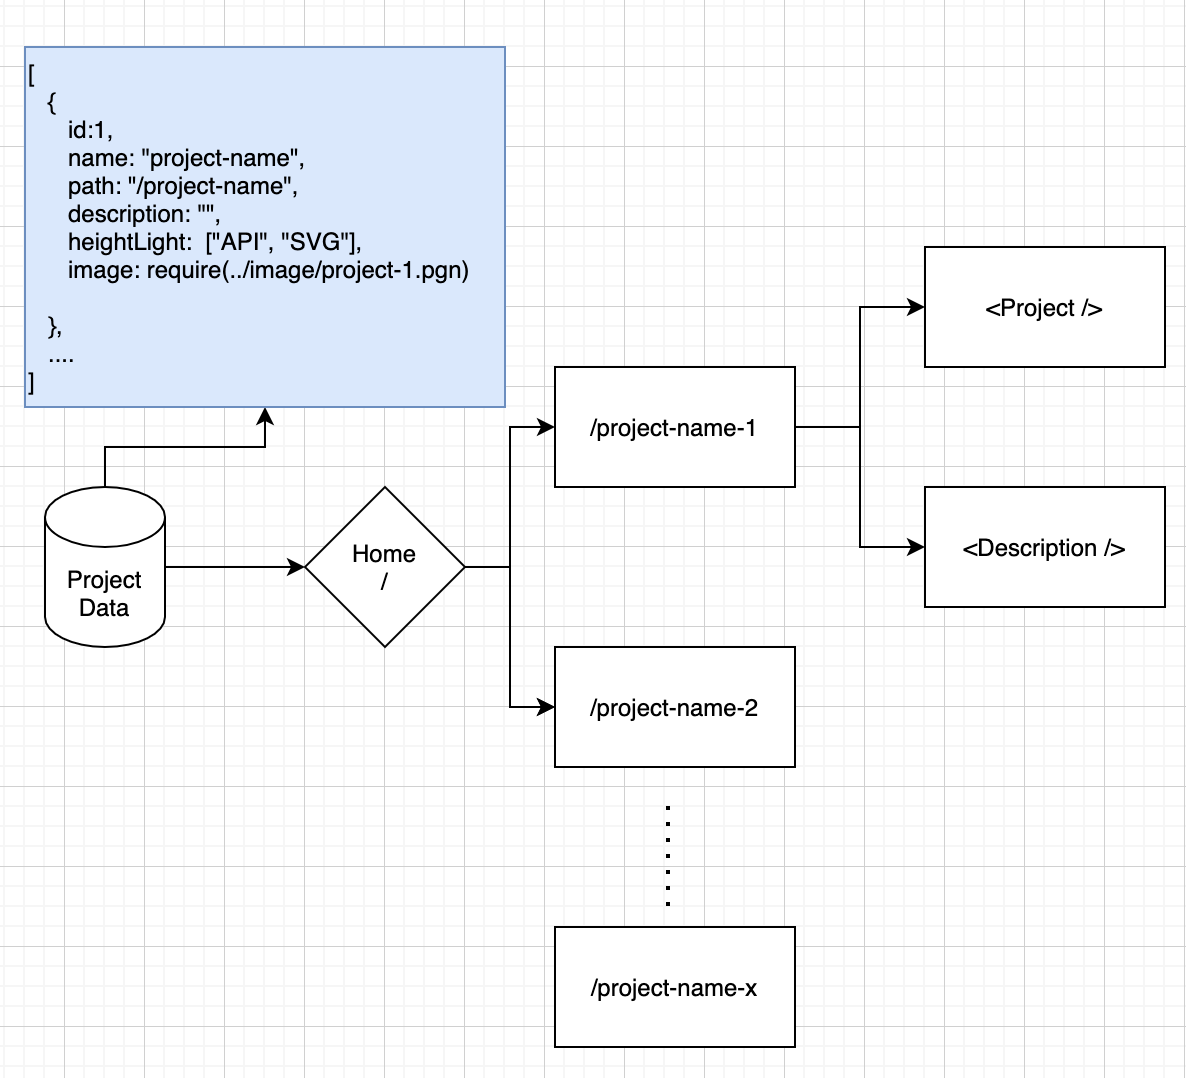 [
{
id:1,
name: "project-name",
path: "/project-name",
description: "",
heightLight:  ["API", "SVG"],
image: require(../image/project-1.pgn)
},
....
]
<Project />
/project-name-1
Home
/
<Description />
Project
Data
/project-name-2
/project-name-x